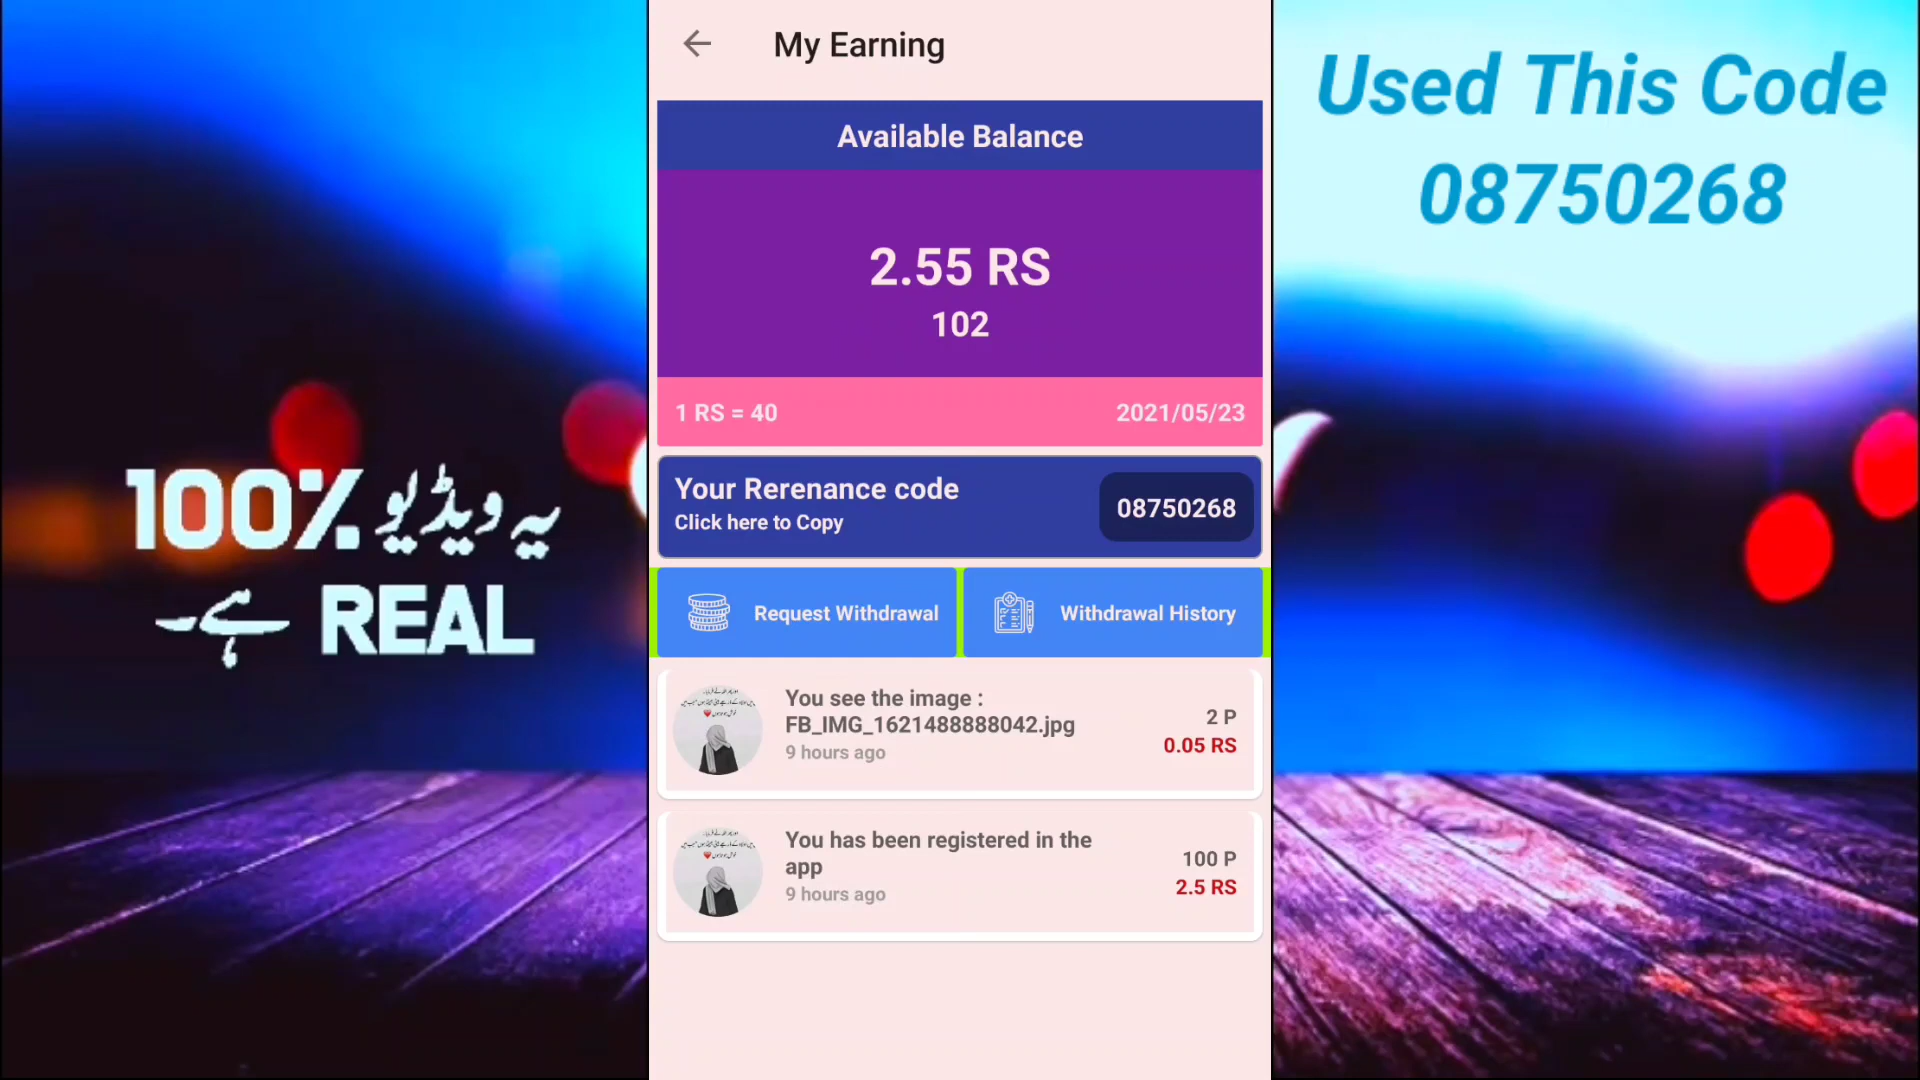 یہ ویڈیو 100%
REAL ہے۔
My Earning
Available Balance
2.55 RS
102
1 RS = 40
2021/05/23
Your Rerenance code
Click here to Copy
08750268
Request Withdrawal
Withdrawal History
You see the image :
FB_IMG_1621488888042.jpg
9 hours ago
2 P
0.05 RS
You has been registered in the
app
9 hours ago
100 P
2.5 RS
Used This Code
08750268